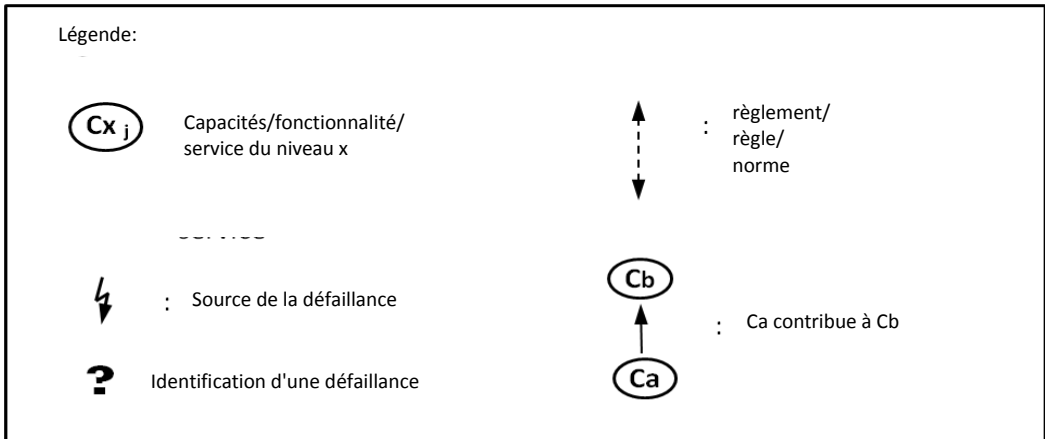 Légende:
Cx j
Capacités/fonctionnalité/
service du niveau x
: règlement/
règle/
norme
: Source de la défaillance
Cb
Ca
: Ca contribue à Cb
? Identification d'une défaillance